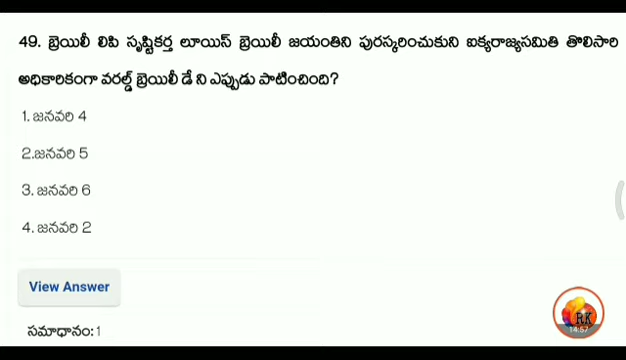 49. బ్రెయిలీ లిపి సృష్టికర్త లూయిస్ బ్రెయిలీ జయంతిని పురస్కరించుకుని ఐక్యరాజ్యసమితి తొలిసారి
అధికారికంగా వరల్డ్ బ్రెయిలీ డే ని ఎప్పుడు పాటించింది?
1. జనవరి 4
2.జనవరి 5
3. జనవరి 6
4. జనవరి 2
View Answer
సమాధానం: 1
RK
14:57